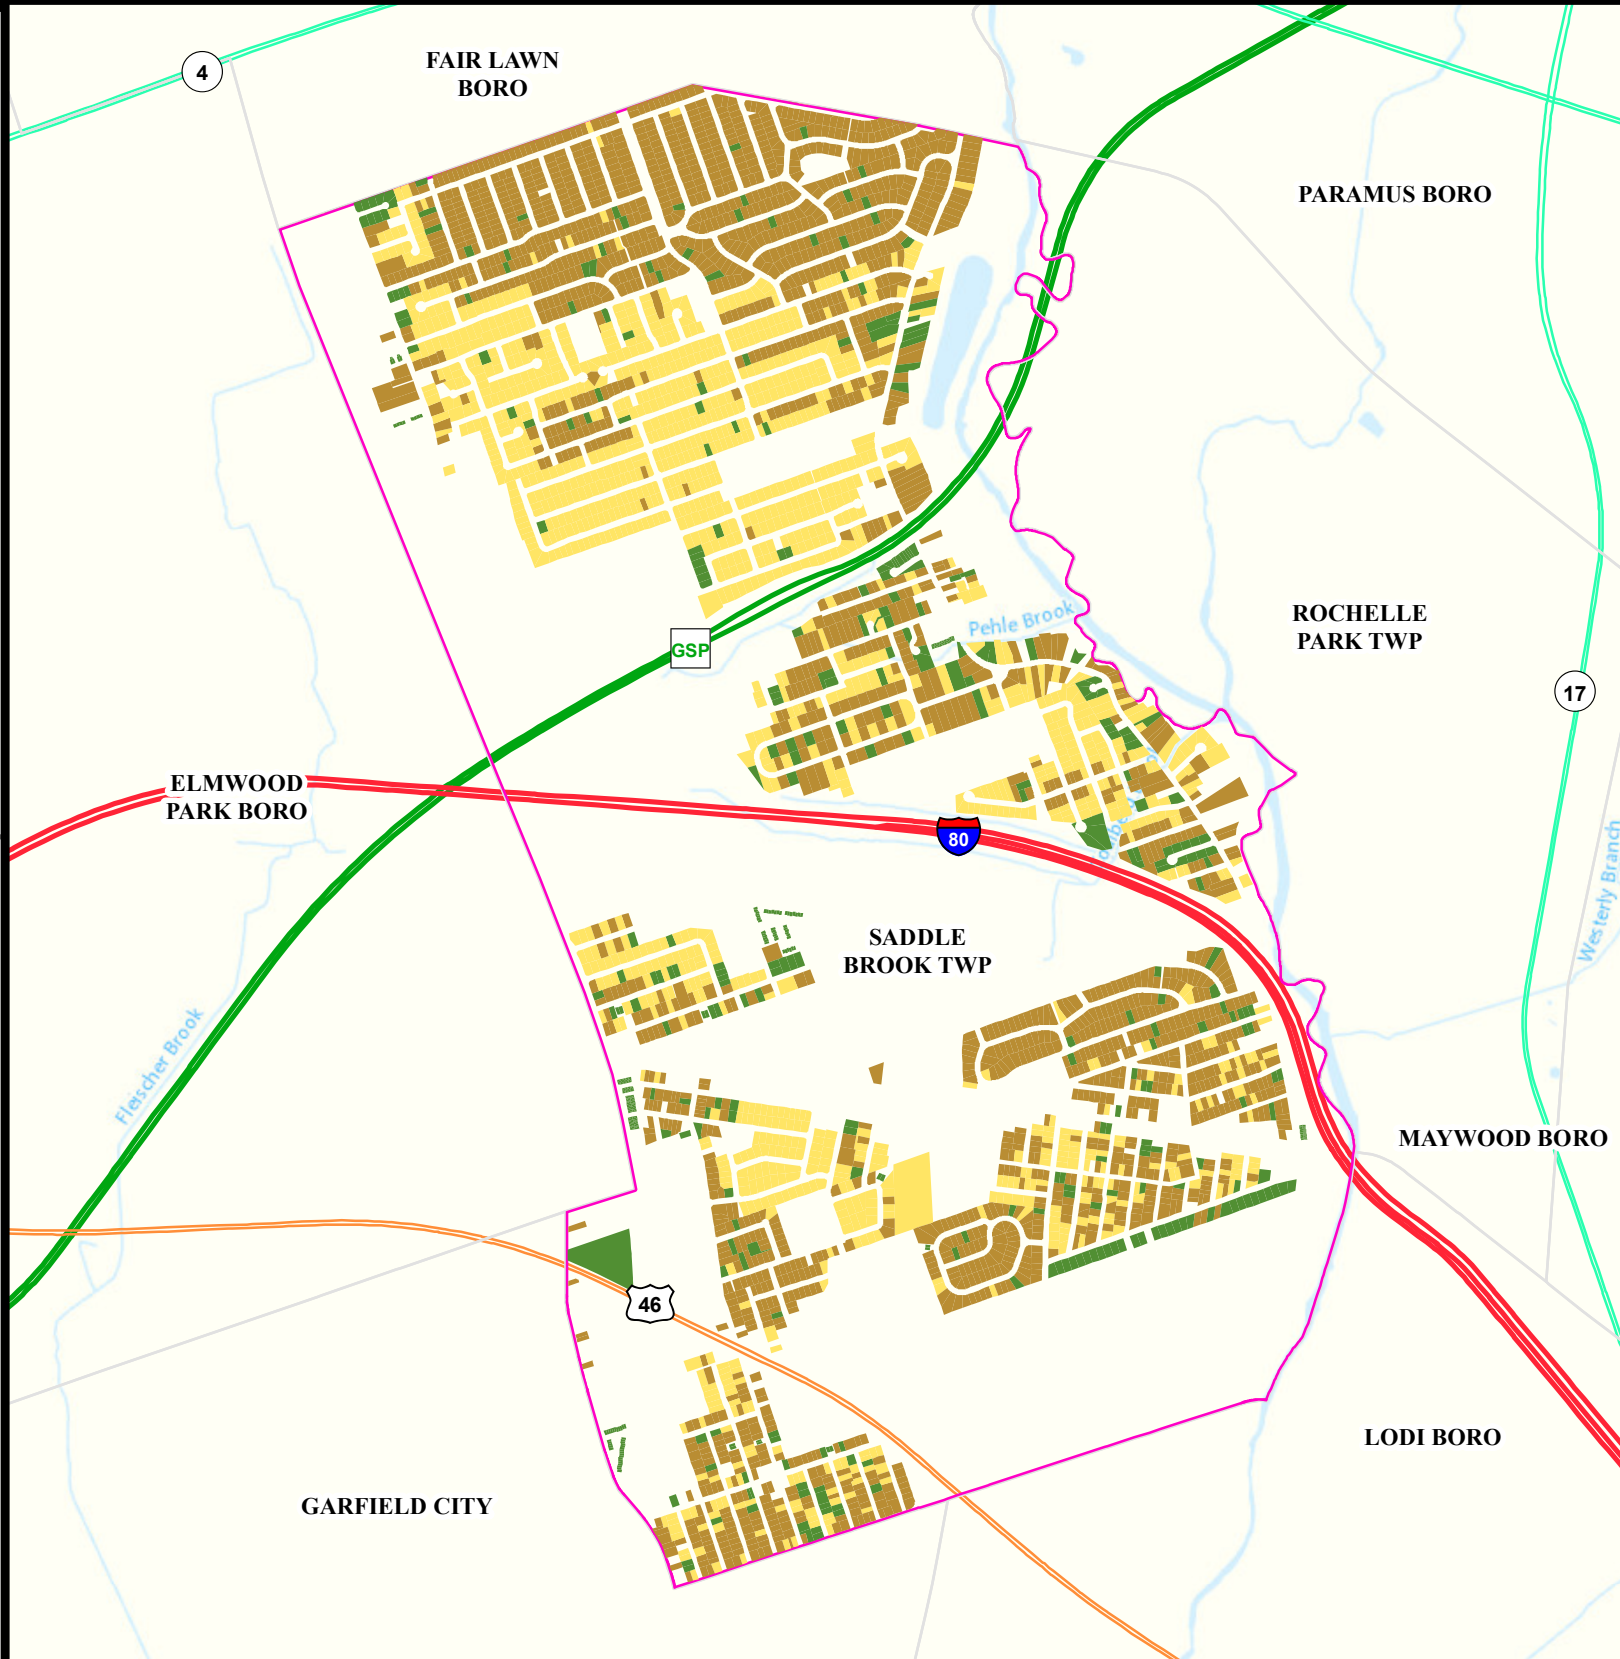 4
FAIR LAWN
BORO
PARAMUS BORO
ROCHELLE
PARK TWP
Pehle Brook
GSP
17
ELMWOOD
PARK BORO
80
Westerly Branch
SADDLE
BROOK TWP
Fleischer Brook
MAYWOOD BORO
46
LODI BORO
GARFIELD CITY